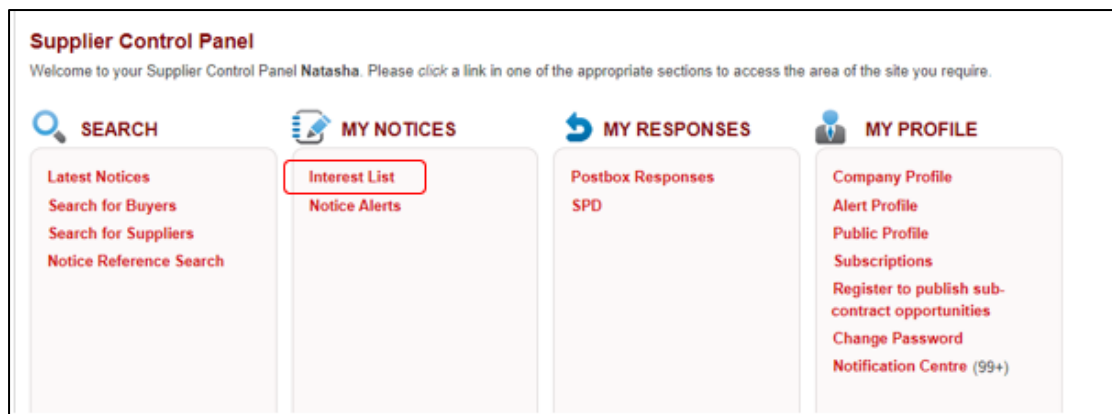 Supplier Control Panel
Welcome to your Supplier Control Panel Natasha. Please click a link in one of the appropriate sections to access the area of the site you require.
SEARCH
Latest Notices
Search for Buyers
Search for Suppliers
Notice Reference Search
MY NOTICES
Interest List
Notice Alerts
MY RESPONSES
Postbox Responses
SPD
MY PROFILE
Company Profile
Alert Profile
Public Profile
Subscriptions
Register to publish sub-
contract opportunities
Change Password
Notification Centre (99+)